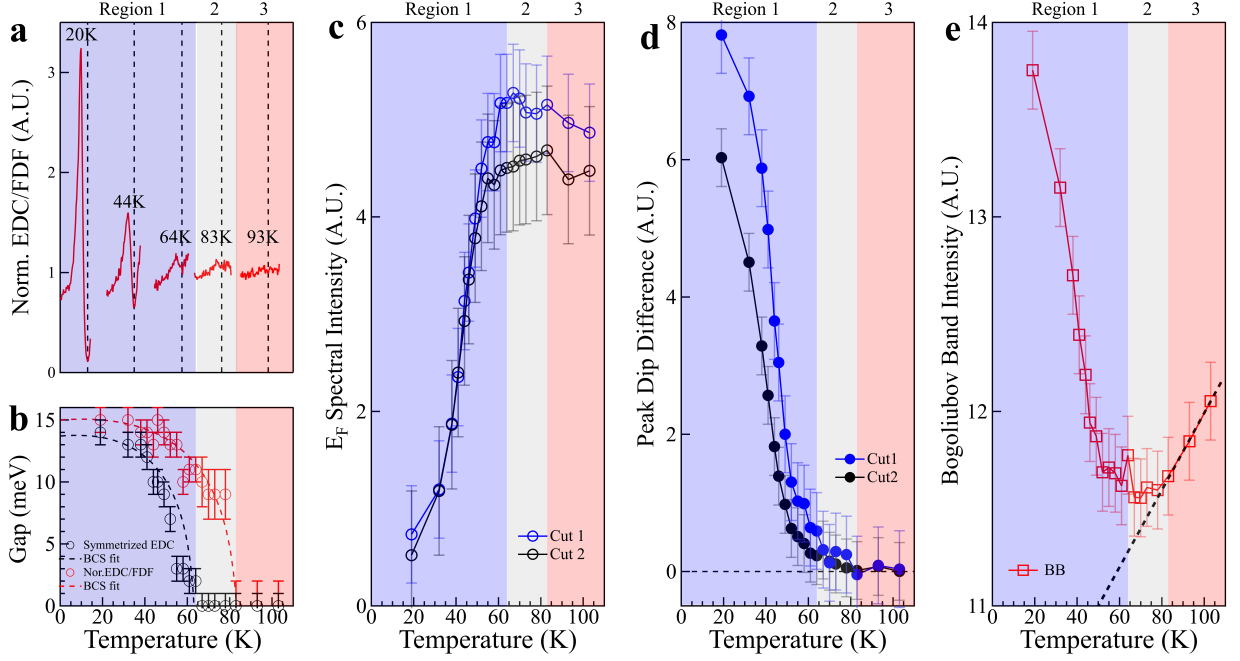 a
Region 1
2
3
20K
44K
64K
83K
93K
3
2
1
0
Norm. EDC/FDF (A.U.)
b
15
10
5
0
Gap (meV)
Symmetrized EDC
BCS fit
Nor.EDC/FDF
BCS fit
0
20
40
60
80
100
Temperature (K)
c
Region 1
2
3
6
4
2
0
E_F Spectral Intensity (A.U.)
Cut 1
Cut 2
0
20
40
60
80
100
Temperature (K)
d
Region 1
2
3
8
6
4
2
0
Peak Dip Difference (A.U.)
Cut1
Cut2
0
20
40
60
80
100
Temperature (K)
e
Region 1
2
3
14
13
12
11
Bogoliubov Band Intensity (A.U.)
BB
0
20
40
60
80
100
Temperature (K)